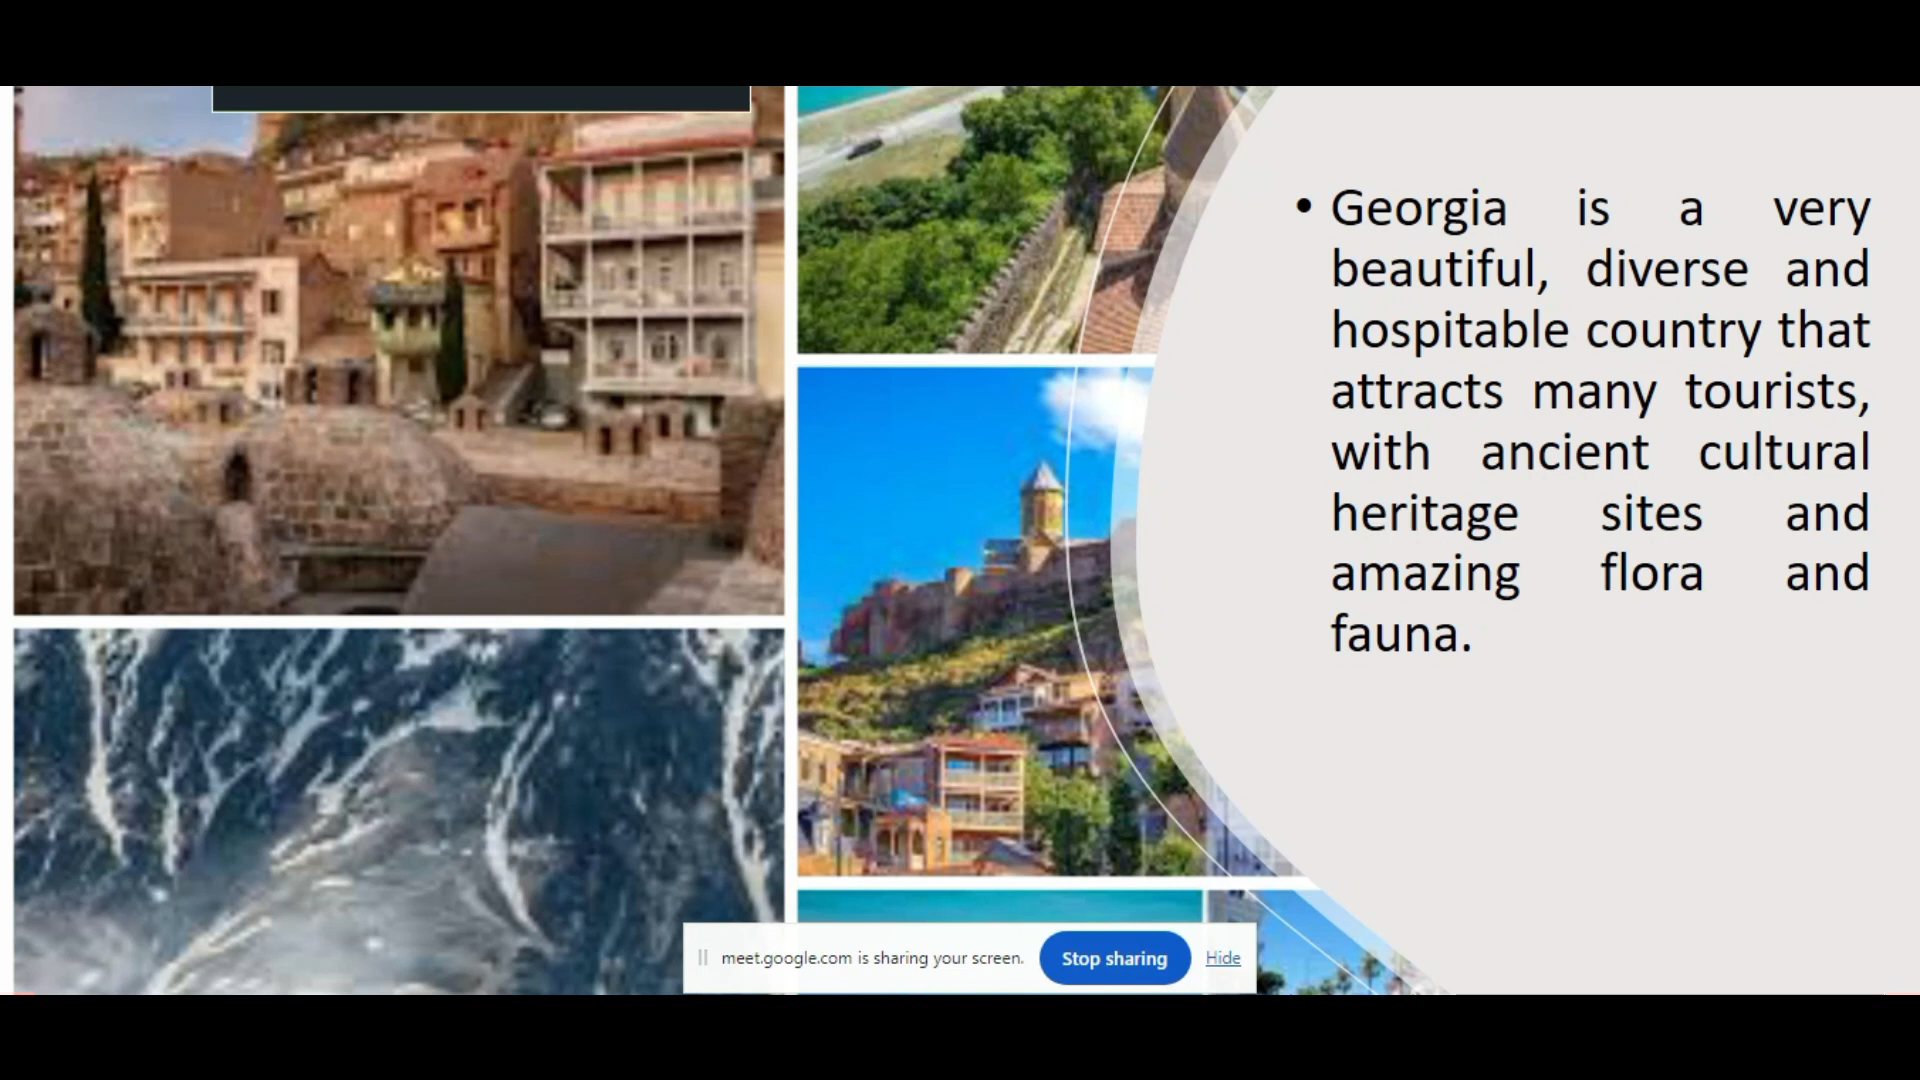 • Georgia is a very
beautiful, diverse and
hospitable country that
attracts many tourists,
with ancient cultural
heritage sites and
amazing flora and
fauna.
meet.google.com is sharing your screen. Stop sharing Hide